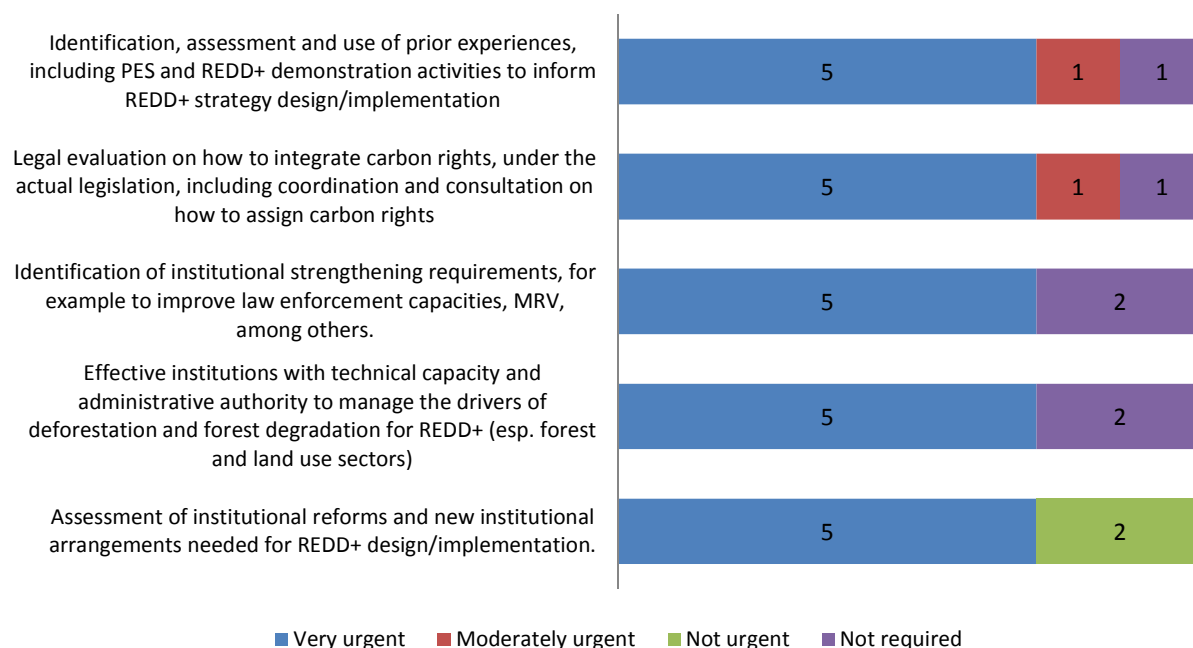 Identification, assessment and use of prior experiences,
including PES and REDD+ demonstration activities to inform
REDD+ strategy design/implementation
5
1
1
Legal evaluation on how to integrate carbon rights, under the
actual legislation, including coordination and consultation on
how to assign carbon rights
5
1
1
Identification of institutional strengthening requirements, for
example to improve law enforcement capacities, MRV,
among others.
5
2
Effective institutions with technical capacity and
administrative authority to manage the drivers of
deforestation and forest degradation for REDD+ (esp. forest
and land use sectors)
5
2
Assessment of institutional reforms and new institutional
arrangements needed for REDD+ design/implementation.
5
2
Very urgent Moderately urgent Not urgent Not required